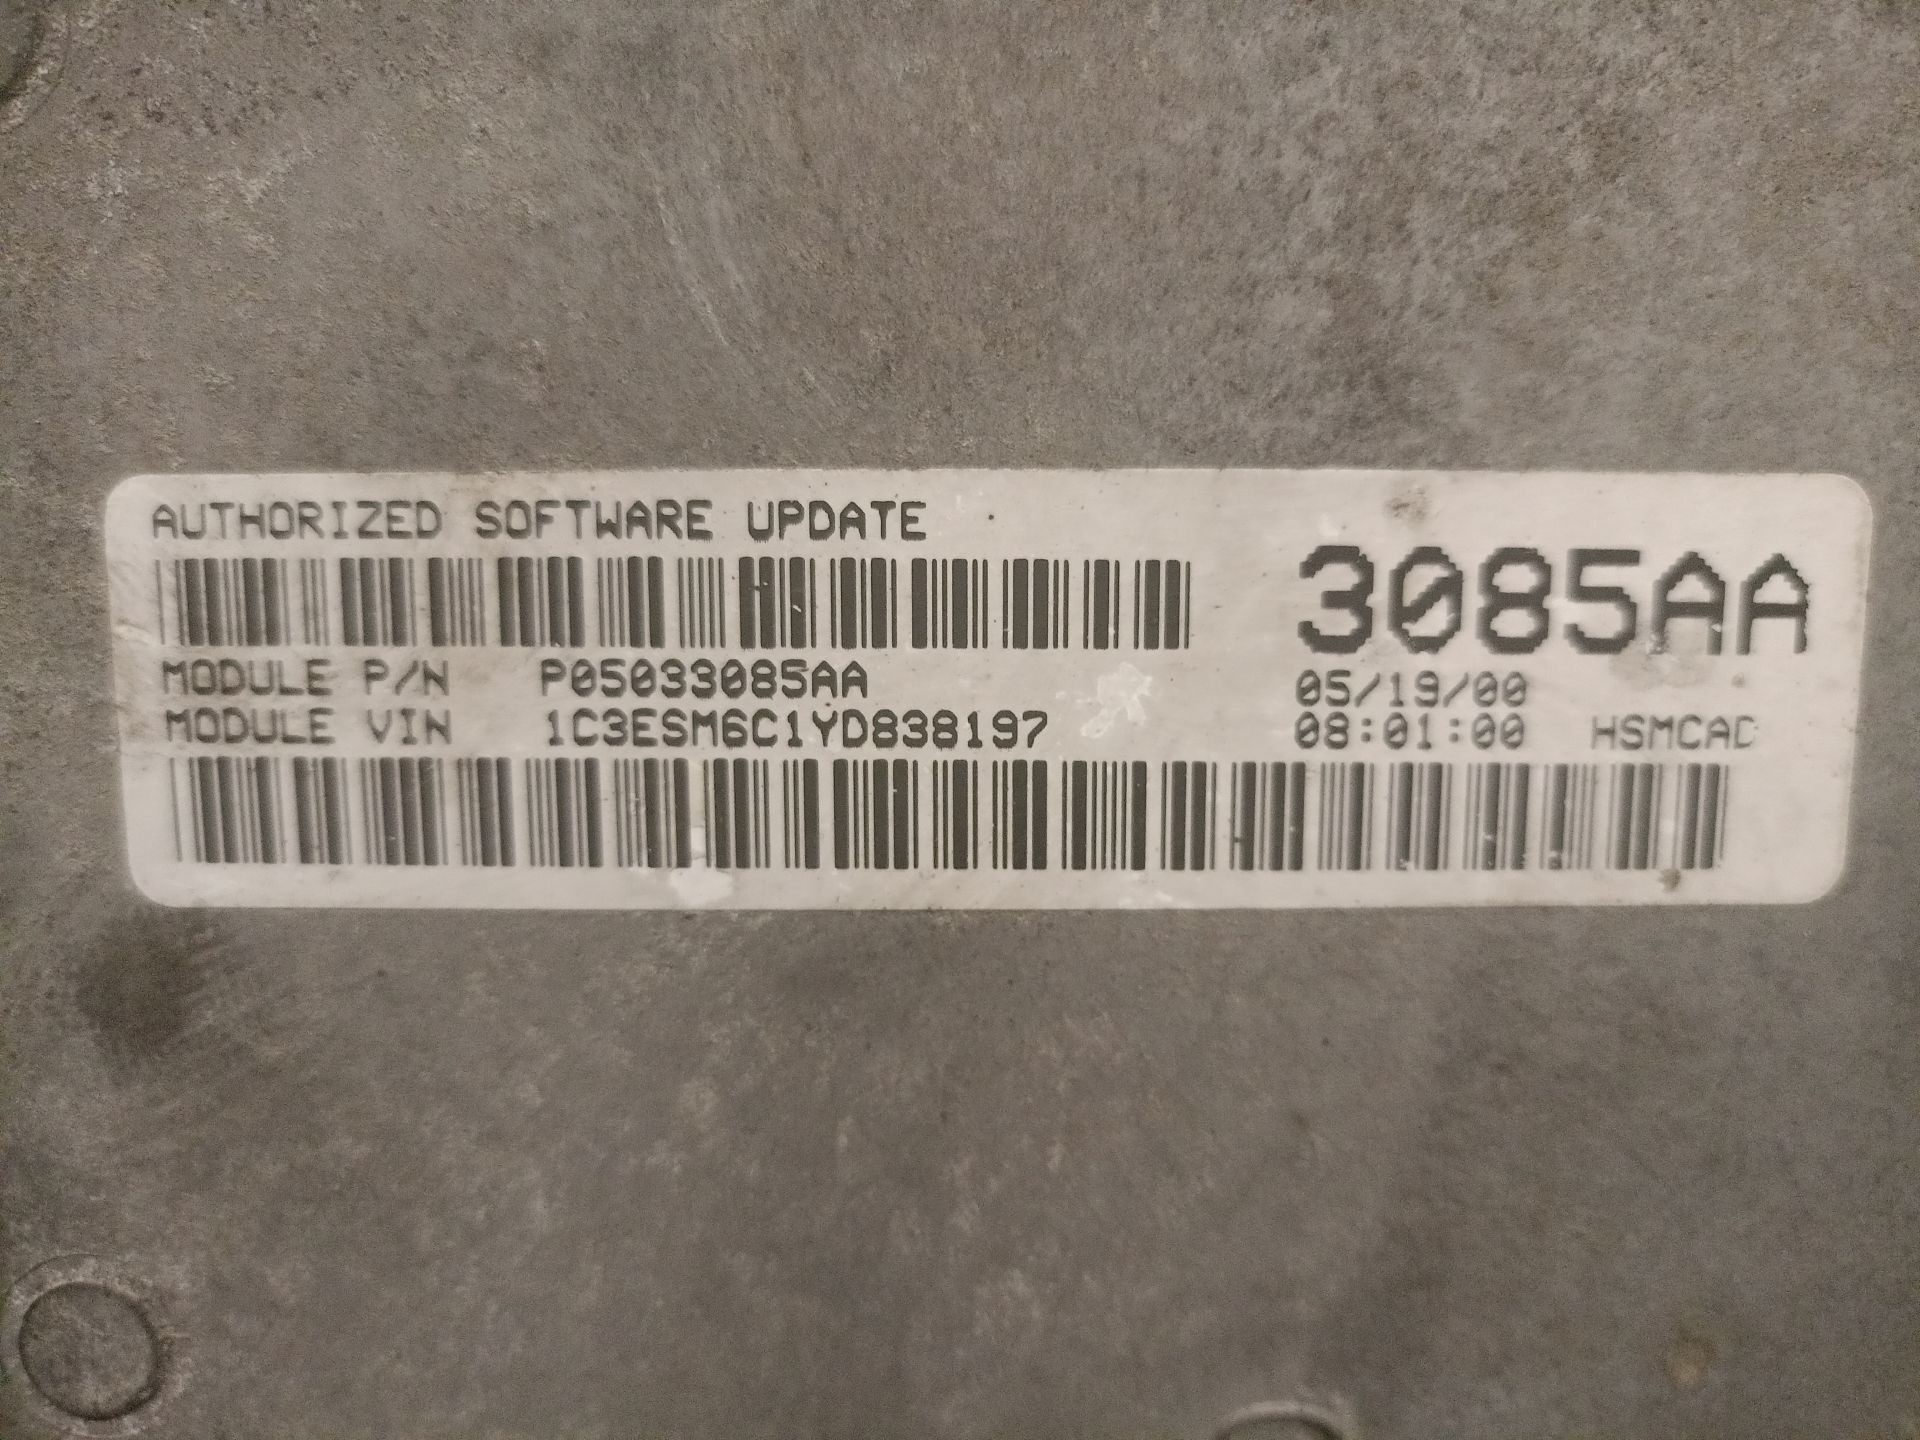 AUTHORIZED SOFTWARE UPDATE
3085AA
MODULE P/N P05033085AA
05/19/00
MODULE VIN 1C3ESM6C1YD838197
08:01:00 HSMCAD